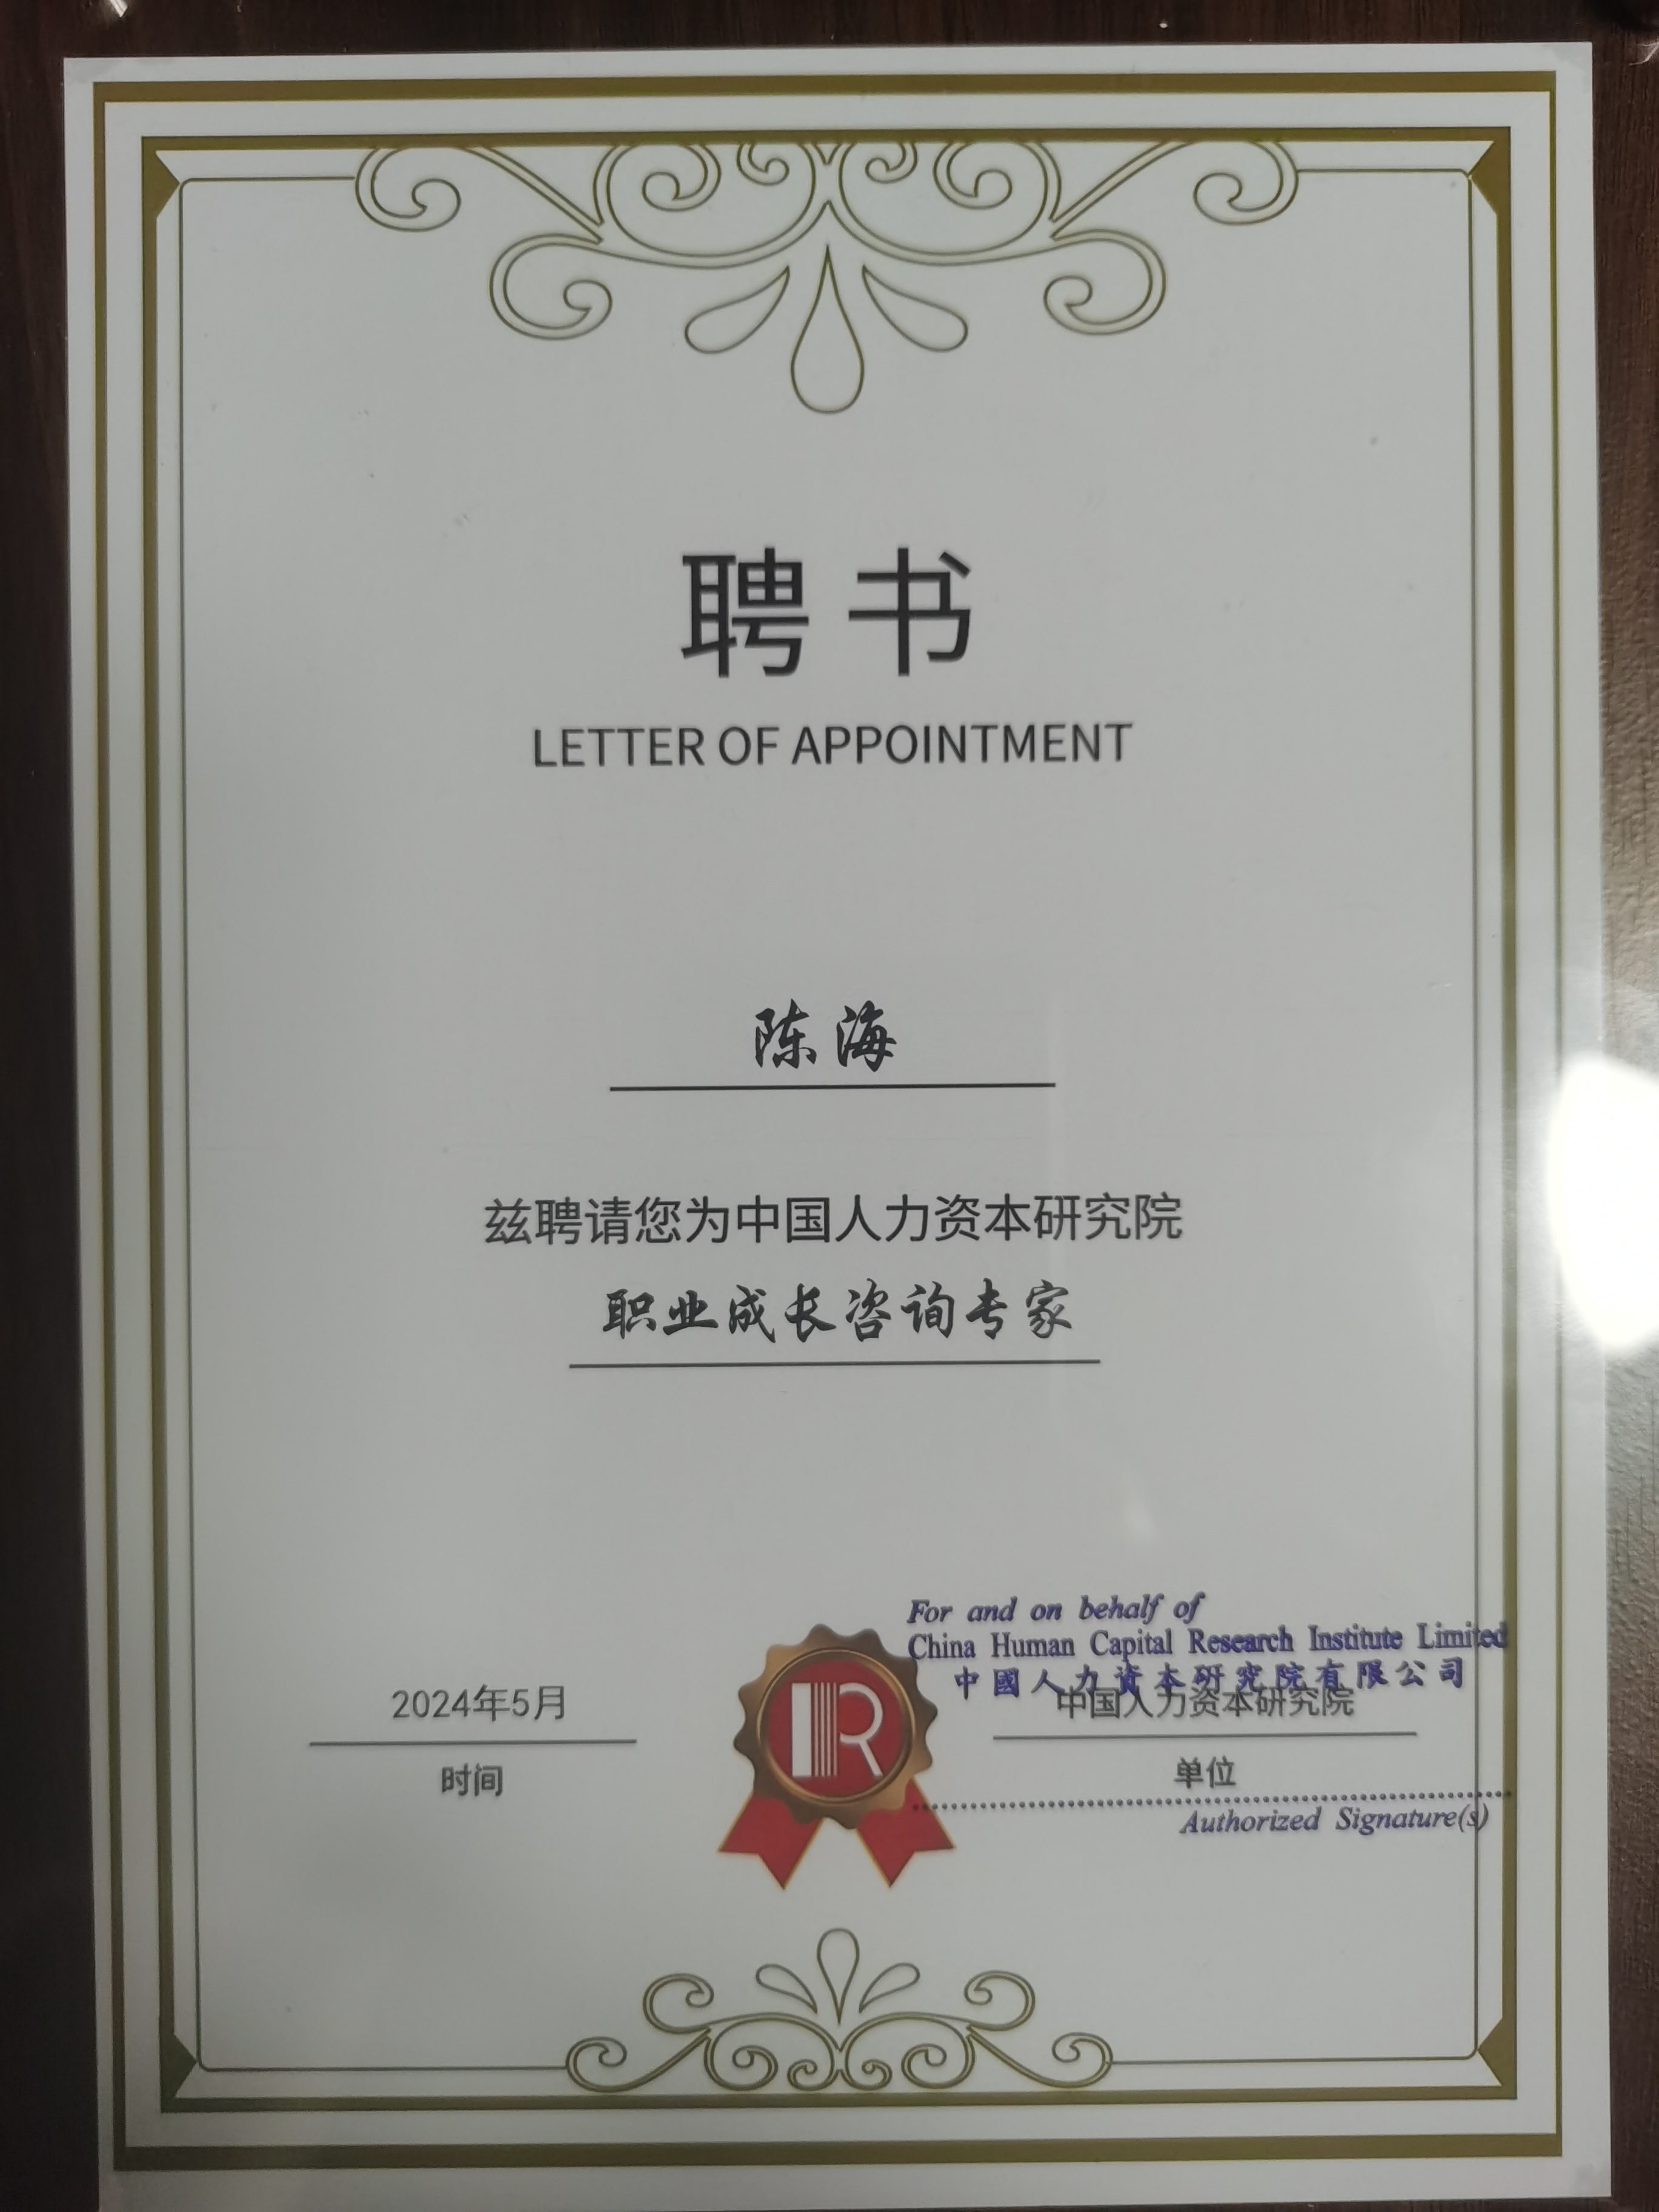 聘书
LETTER OF APPOINTMENT
陈海
兹聘请您为中国人力资本研究院
职业成长咨询专家
For and on behalf of
China Human Capital Research Institute Limited
中國人力資本研究院有限公司
2024年5月
中国人力资本研究院
时间
单位
Authorized Signature(s)
R